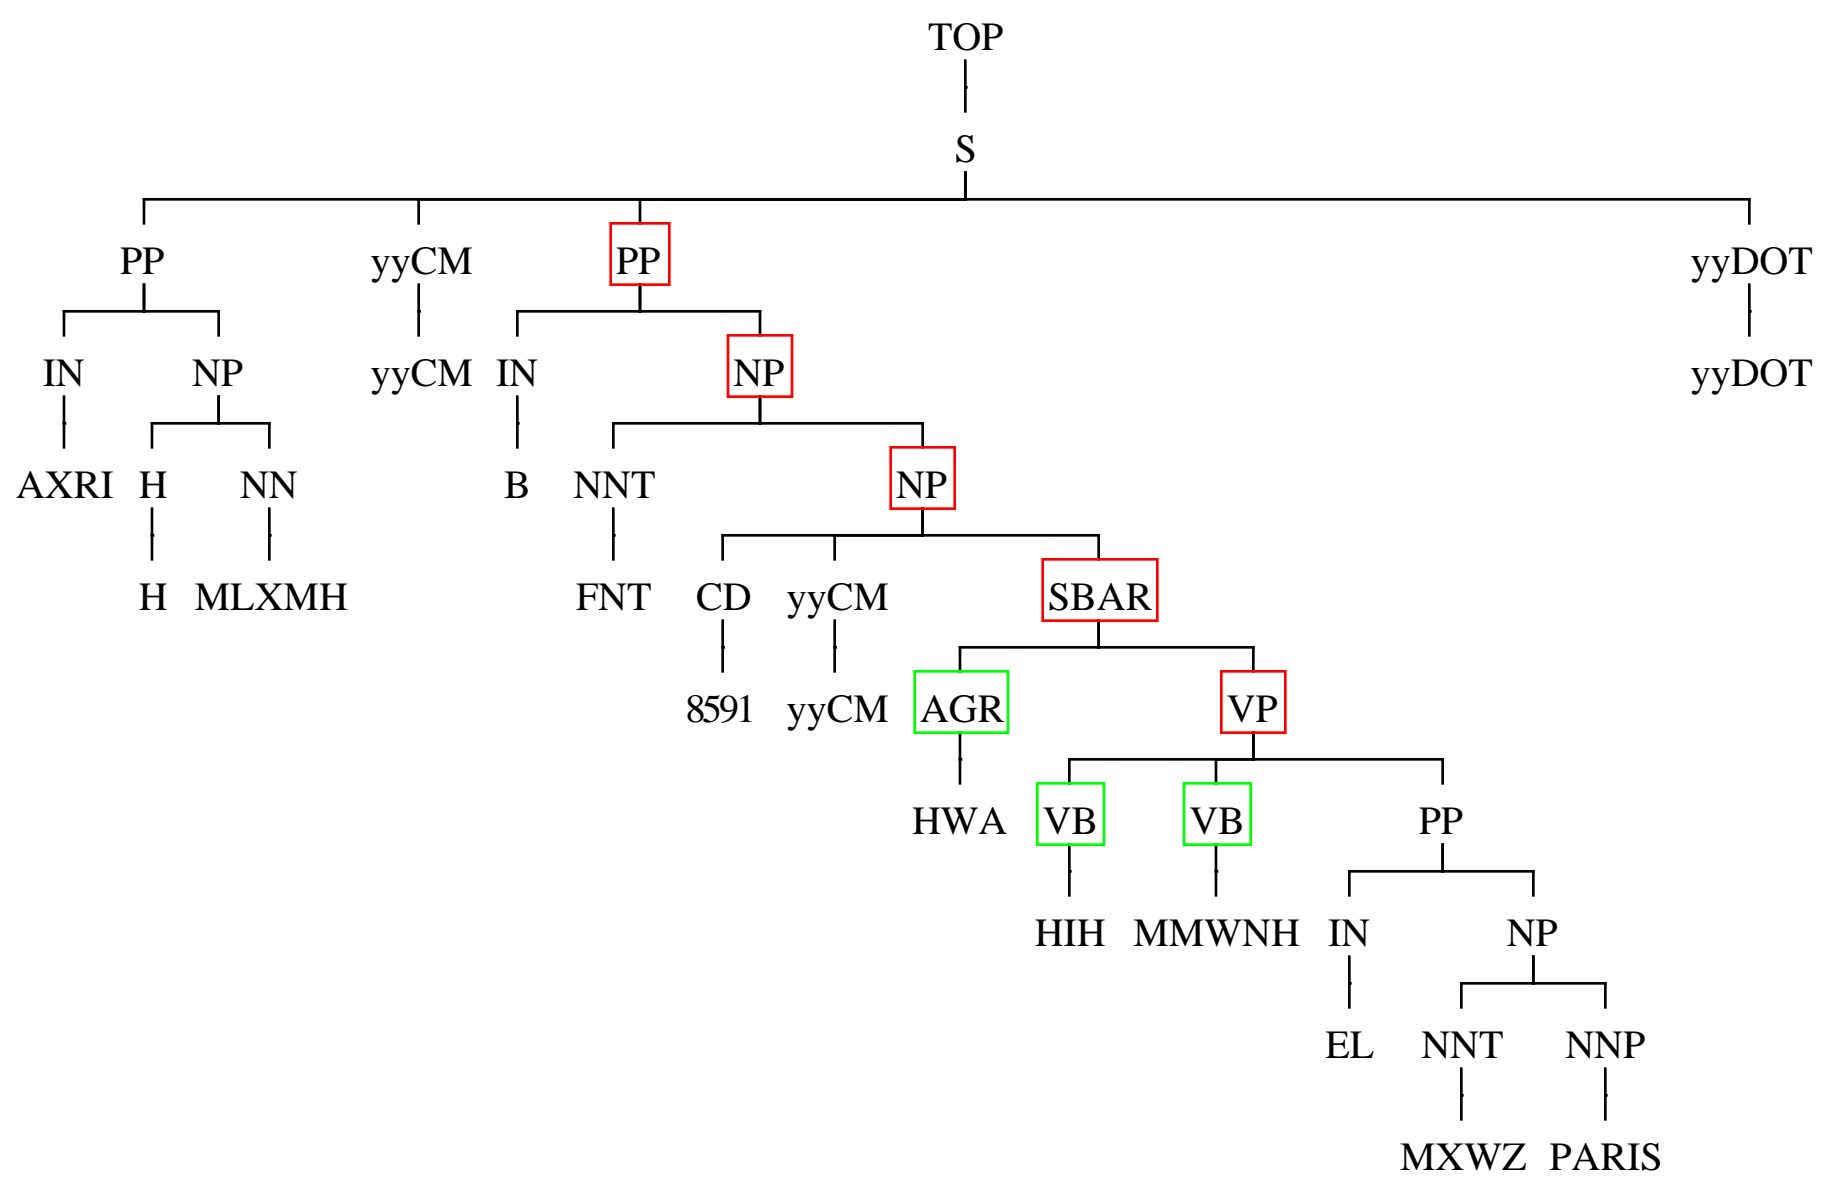 TOP
S
PP yyCM PP yyDOT
IN NP yyCM IN NP yyDOT
AXRI H NN B NNT NP
H MLXMH FNT CD yyCM SBAR
8591 yyCM AGR VP
HWA VB VB PP
HIH MMWNH IN NP
EL NNT NNP
MXWZ PARIS